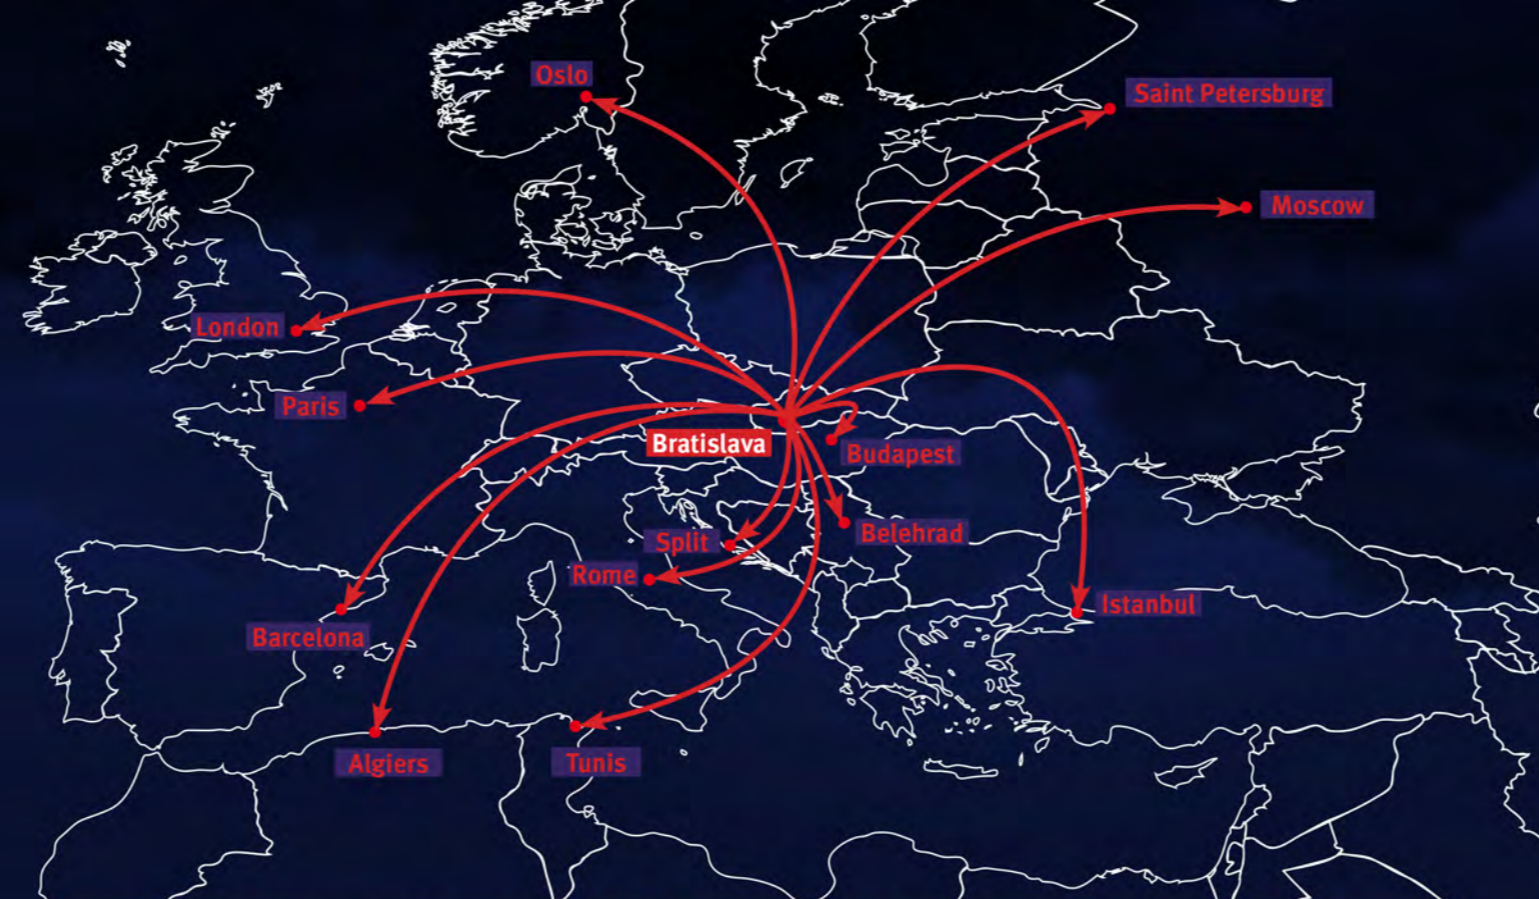 Oslo
Saint Petersburg
Moscow
London
Paris
Bratislava
Budapest
Belehrad
Split
Rome
Istanbul
Barcelona
Algiers
Tunis